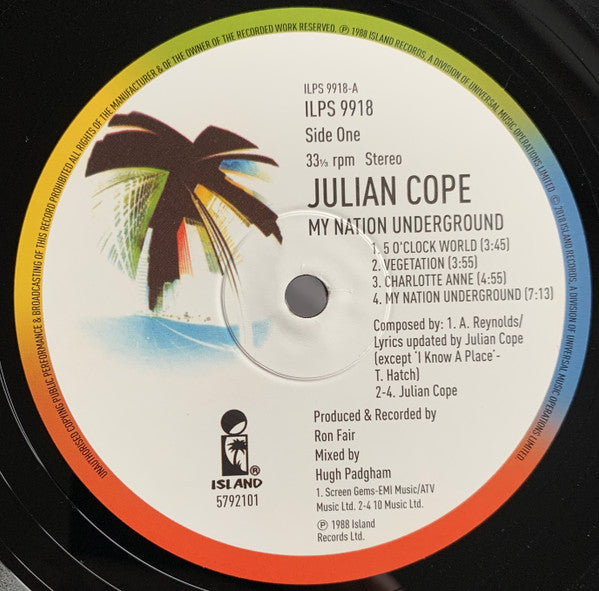 UNAUTHORISED COPYING PUBLIC PERFORMANCE & BROADCASTING OF THIS RECORD PROHIBITED ALL RIGHTS OF THE MANUFACTURER & OF THE OWNER OF THE RECORDED WORK RESERVED. ℗ 1988 ISLAND RECORDS, A DIVISION OF UNIVERSAL MUSIC OPERATIONS LIMITED © 2018 ISLAND RECORDS, A DIVISION OF UNIVERSAL MUSIC OPERATIONS LIMITED.
ILPS 9918-A
ILPS 9918
Side One
33⅓ rpm Stereo
JULIAN COPE
MY NATION UNDERGROUND
1. 5 O'CLOCK WORLD (3:45)
2. VEGETATION (3:55)
3. CHARLOTTE ANNE (4:55)
4. MY NATION UNDERGROUND (7:13)
Composed by: 1. A. Reynolds/
Lyrics updated by Julian Cope
(except 'I Know A Place'-
T. Hatch)
2-4. Julian Cope
Produced & Recorded by
Ron Fair
Mixed by
Hugh Padgham
1. Screen Gems-EMI Music/ATV
Music Ltd. 2-4 10 Music Ltd.
℗ 1988 Island
Records Ltd.
ISLAND®
5792101